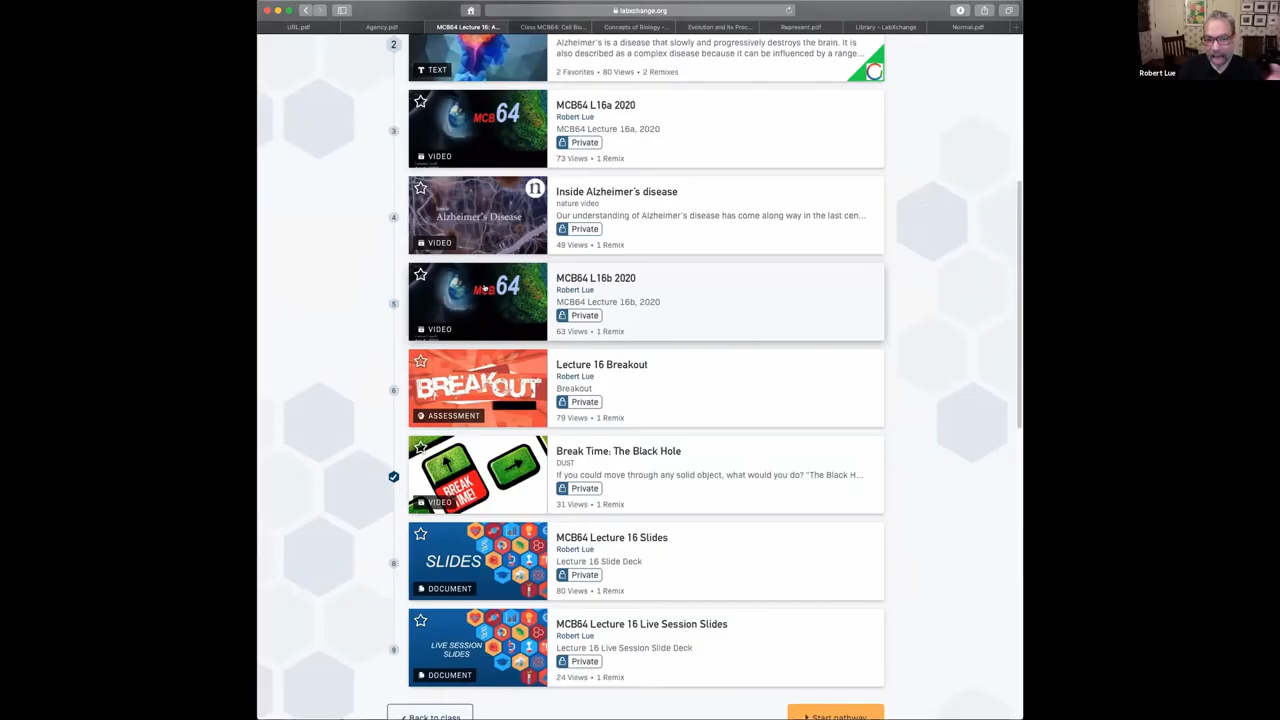 labxchange.org
URL.pdf
Agency.pdf
MCB64 Lecture 16: A...
Class MCB64: Cell Bio...
Concepts of Biology -...
Evolution and Its Proc...
Represent.pdf
Library - LabXchange
Normal.pdf
Robert Lue
2
TEXT
Alzheimer's is a disease that slowly and progressively destroys the brain. It is
also described as a complex disease because it can be influenced by a range...
2 Favorites • 80 Views • 2 Remixes
3
MCB64
VIDEO
MCB64 L16a 2020
Robert Lue
MCB64 Lecture 16a, 2020
Private
73 Views • 1 Remix
4
n
Inside
Alzheimer's Disease
VIDEO
Inside Alzheimer's disease
nature video
Our understanding of Alzheimer's disease has come along way in the last cen...
Private
49 Views • 1 Remix
5
MCB64
VIDEO
MCB64 L16b 2020
Robert Lue
MCB64 Lecture 16b, 2020
Private
63 Views • 1 Remix
6
BREAKOUT
ASSESSMENT
Lecture 16 Breakout
Robert Lue
Breakout
Private
79 Views • 1 Remix
BREAK
TIME!
VIDEO
Break Time: The Black Hole
DUST
If you could move through any solid object, what would you do? "The Black H...
Private
31 Views • 1 Remix
8
SLIDES
DOCUMENT
MCB64 Lecture 16 Slides
Robert Lue
Lecture 16 Slide Deck
Private
80 Views • 1 Remix
9
LIVE SESSION
SLIDES
DOCUMENT
MCB64 Lecture 16 Live Session Slides
Robert Lue
Lecture 16 Live Session Slide Deck
Private
24 Views • 1 Remix
Back to class
Start pathway